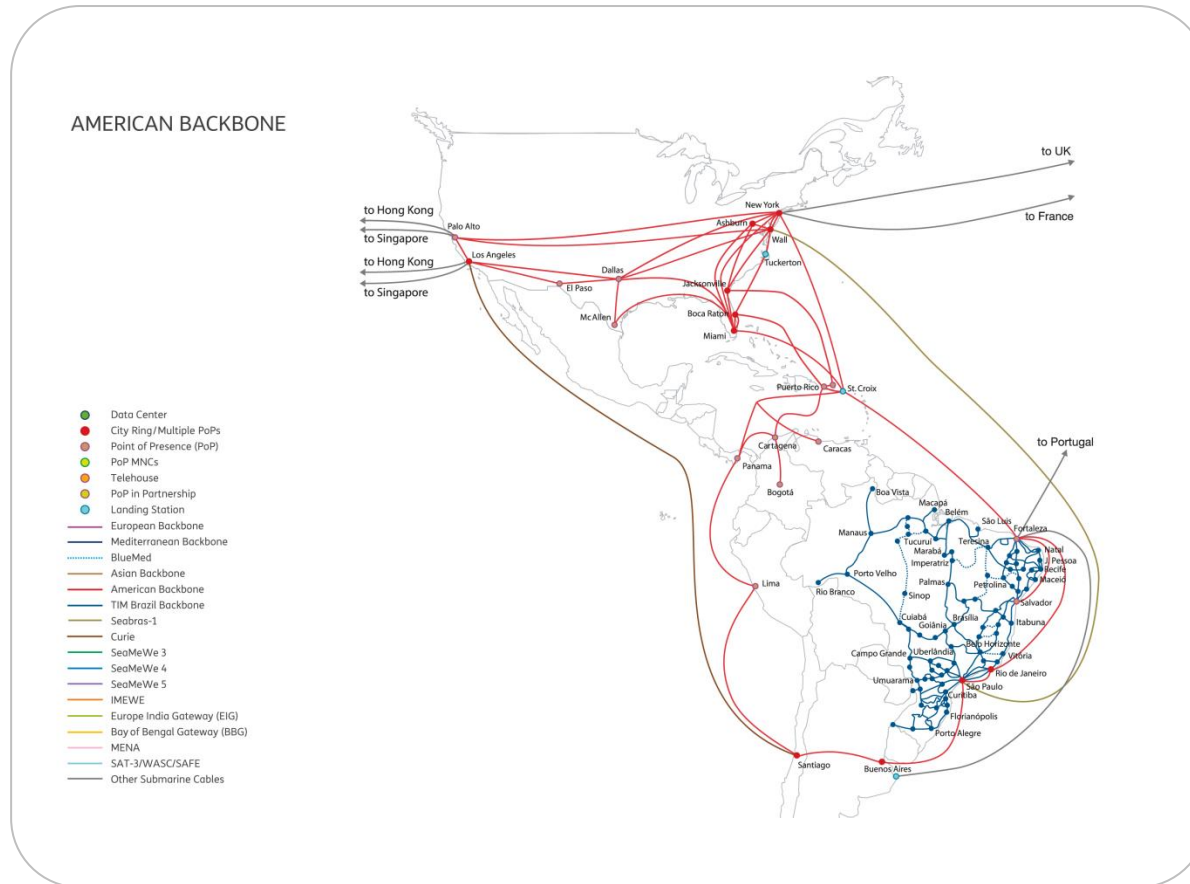 AMERICAN BACKBONE
to UK
to France
to Hong Kong
Palo Alto
to Singapore
to Hong Kong
to Singapore
Los Angeles
New York
Ashburn
Wall
Tuckerton
Dallas
El Paso
Jacksonville
McAllen
Boca Raton
Miami
Puerto Rico
St. Croix
Cartagena
Caracas
Panama
Bogotá
to Portugal
Boa Vista
Macapá
Belém
São Luis
Fortaleza
Manaus
Tucuruí
Teresina
Natal
Marabá
J. Pessoa
Imperatriz
Recife
Porto Velho
Petrolina
Maceió
Lima
Rio Branco
Palmas
Sinop
Salvador
Cuiabá
Brasília
Itabuna
Goiânia
Belo Horizonte
Campo Grande
Uberlândia
Vitória
Rio de Janeiro
Umuarama
São Paulo
Curitiba
Florianópolis
Porto Alegre
Santiago
Buenos Aires
Data Center
City Ring/Multiple PoPs
Point of Presence (PoP)
PoP MNCs
Telehouse
PoP in Partnership
Landing Station
European Backbone
Mediterranean Backbone
BlueMed
Asian Backbone
American Backbone
TIM Brazil Backbone
Seabras-1
Curie
SeaMeWe 3
SeaMeWe 4
SeaMeWe 5
IMEWE
Europe India Gateway (EIG)
Bay of Bengal Gateway (BBG)
MENA
SAT-3/WASC/SAFE
Other Submarine Cables